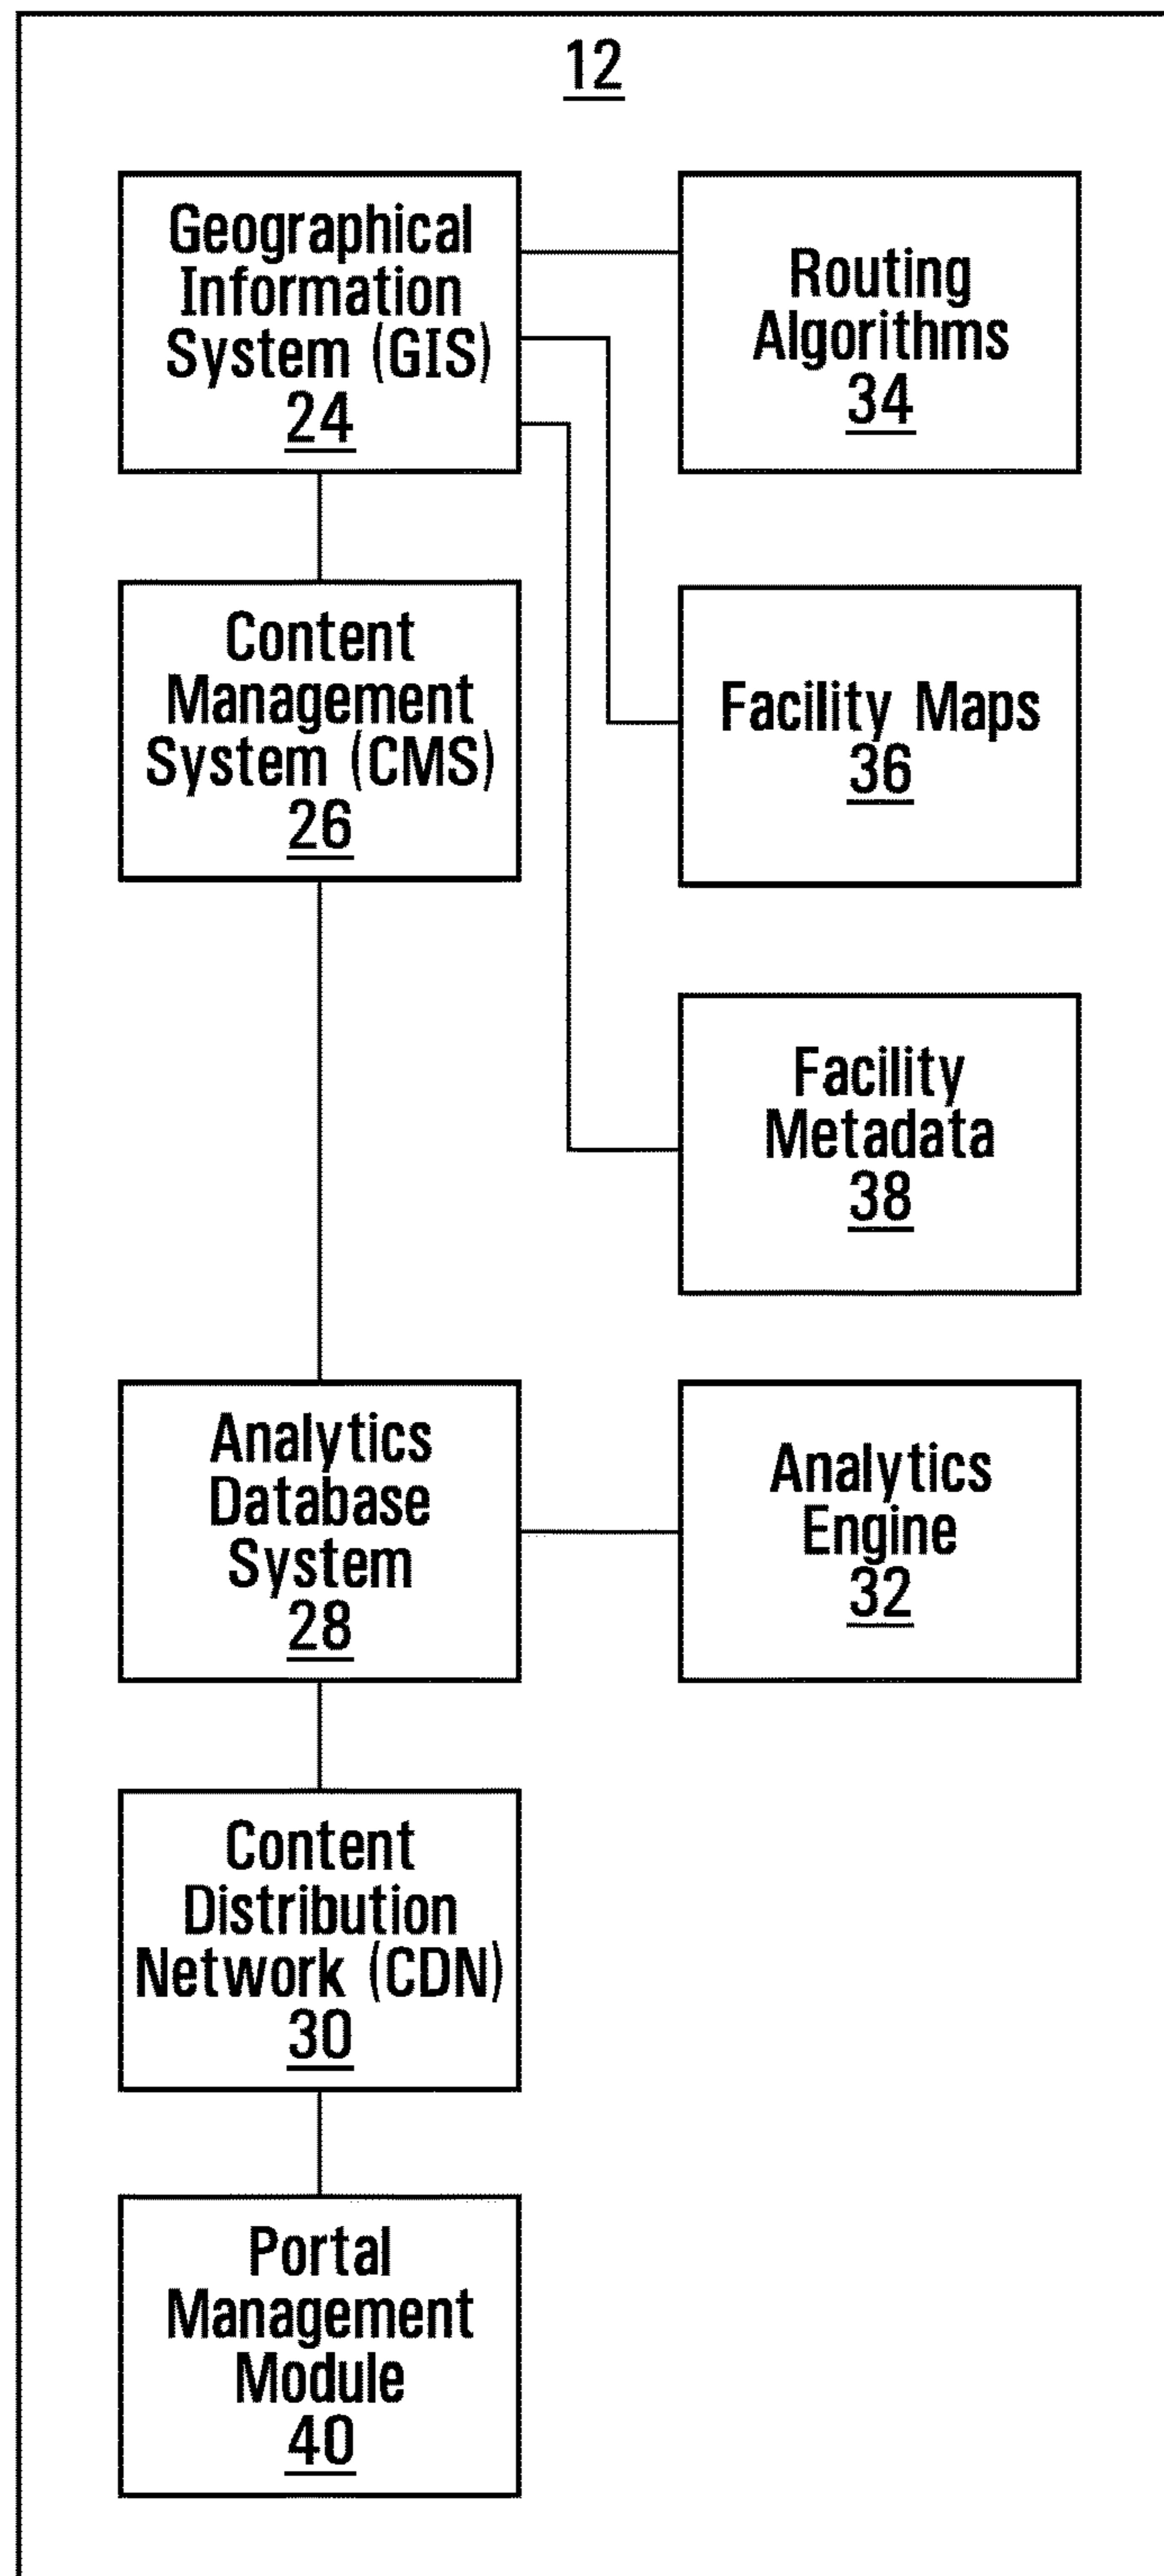 12
Geographical
Information
System (GIS)
24
Routing
Algorithms
34
Content
Management
System (CMS)
26
Facility Maps
36
Facility
Metadata
38
Analytics
Database
System
28
Analytics
Engine
32
Content
Distribution
Network (CDN)
30
Portal
Management
Module
40